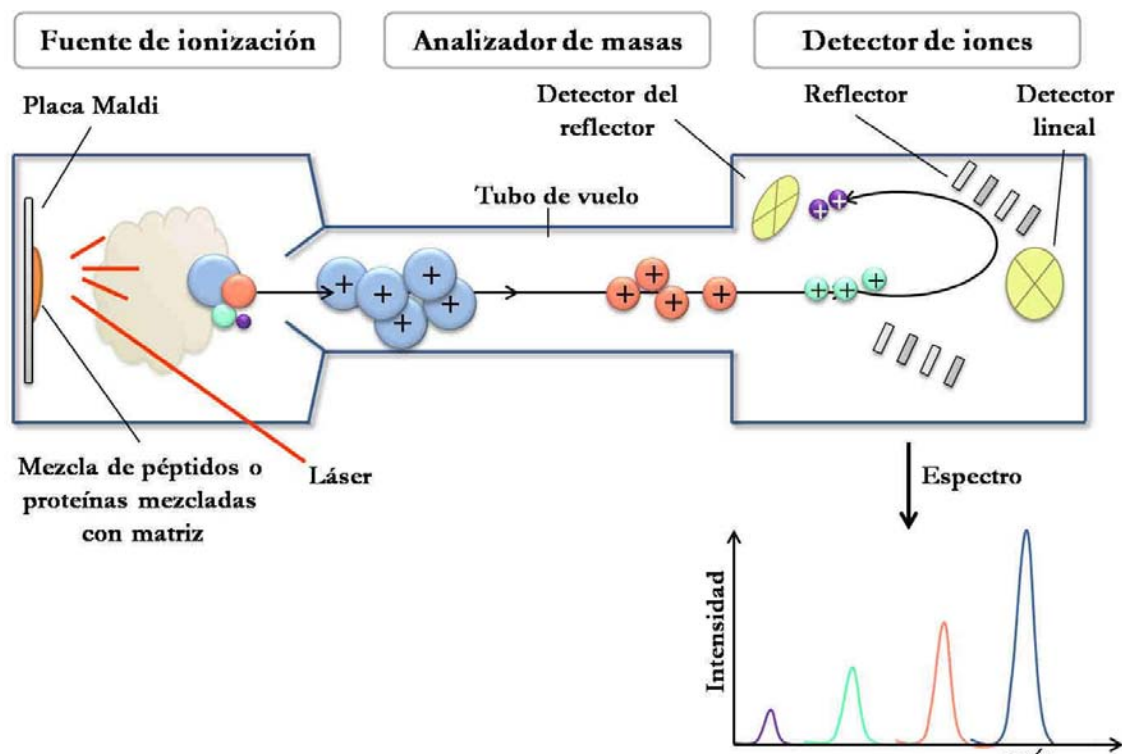 Fuente de ionización
Analizador de masas
Detector de iones
Placa Maldi
Detector del
reflector
Reflector
Detector
lineal
Tubo de vuelo
+ + + + +
+ + + +
+ + +
+ +
Mezcla de péptidos o
proteínas mezcladas
con matriz
Láser
Espectro
Intensidad